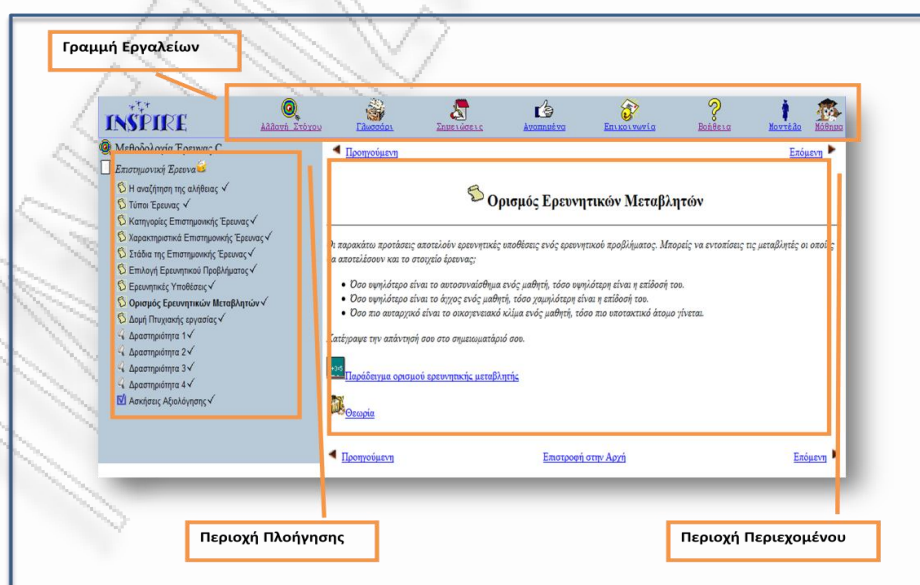 Γραμμή Εργαλείων
INSPIRE
Αλλαγή Στόχου
Γλωσσάρι
Σημειώσεις
Αγαπημένα
Επικοινωνία
Βοήθεια
Μοντέλο
Μάθημα
Μεθοδολογία Έρευνας C
Επιστημονική Έρευνα
Η αναζήτηση της αλήθειας ✓
Τύποι Έρευνας ✓
Κατηγορίες Επιστημονικής Έρευνας ✓
Χαρακτηριστικά Επιστημονικής Έρευνας ✓
Στάδια της Επιστημονικής Έρευνας ✓
Επιλογή Ερευνητικού Προβλήματος ✓
Ερευνητικές Υποθέσεις ✓
Ορισμός Ερευνητικών Μεταβλητών ✓
Δομή Πτυχιακής εργασίας ✓
Δραστηριότητα 1 ✓
Δραστηριότητα 2 ✓
Δραστηριότητα 3 ✓
Δραστηριότητα 4 ✓
Ασκήσεις Αξιολόγησης ✓
Προηγούμενη
Επόμενη
Ορισμός Ερευνητικών Μεταβλητών
Οι παρακάτω προτάσεις αποτελούν ερευνητικές υποθέσεις ενός ερευνητικού προβλήματος. Μπορείς να εντοπίσεις τις μεταβλητές οι οποίες
θα αποτελέσουν και το στοιχείο έρευνας;
• Όσο υψηλότερο είναι το αυτοσυναίσθημα ενός μαθητή, τόσο υψηλότερη είναι η επίδοσή του.
• Όσο υψηλότερο είναι το άγχος ενός μαθητή, τόσο χαμηλότερη είναι η επίδοσή του.
• Όσο πιο αυταρχικό είναι το οικογενειακό κλίμα ενός μαθητή, τόσο πιο υποτακτικό άτομο γίνεται.
Κατέγραψε την απάντησή σου στο σημειωματάριό σου.
Παράδειγμα ορισμού ερευνητικής μεταβλητής
Θεωρία
Προηγούμενη
Επιστροφή στην Αρχή
Επόμενη
Περιοχή Πλοήγησης
Περιοχή Περιεχομένου